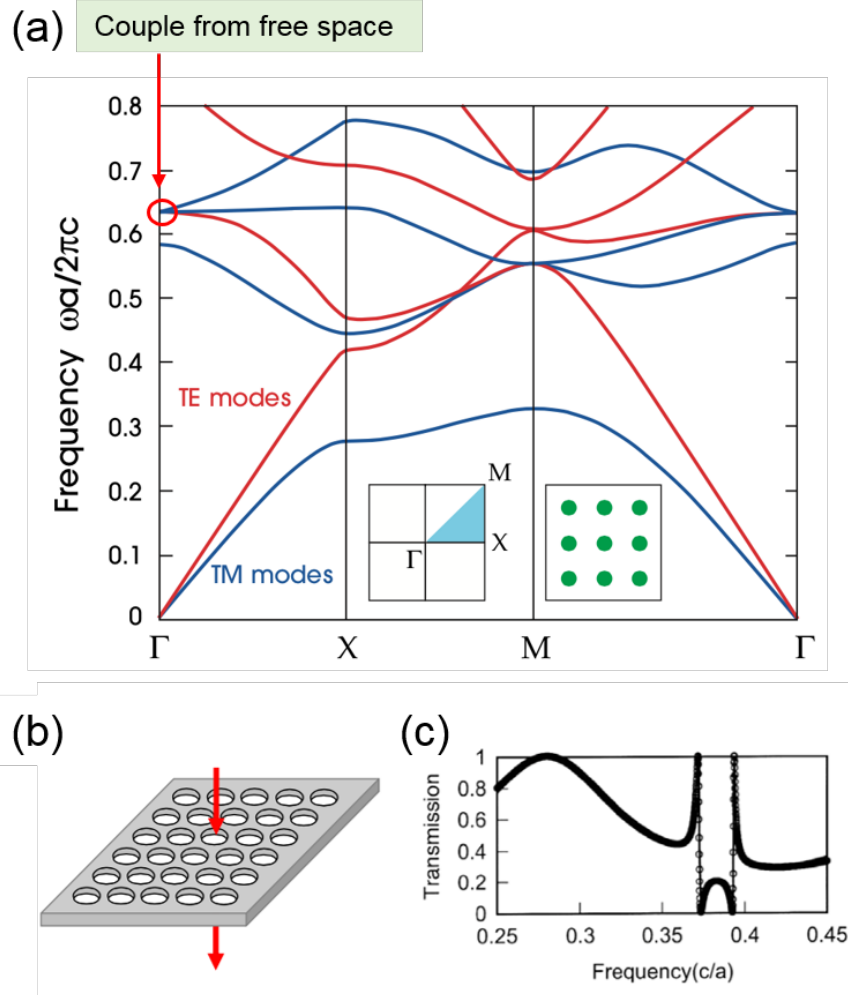 (a)
Couple from free space
Frequency ωa/2πc
0.8
0.7
0.6
0.5
0.4
0.3
0.2
0.1
0
TE modes
TM modes
M
X
Γ
Γ
X
M
Γ
(b)
(c)
Transmission
1
0.8
0.6
0.4
0.2
0
0.25
0.3
0.35
0.4
0.45
Frequency(c/a)